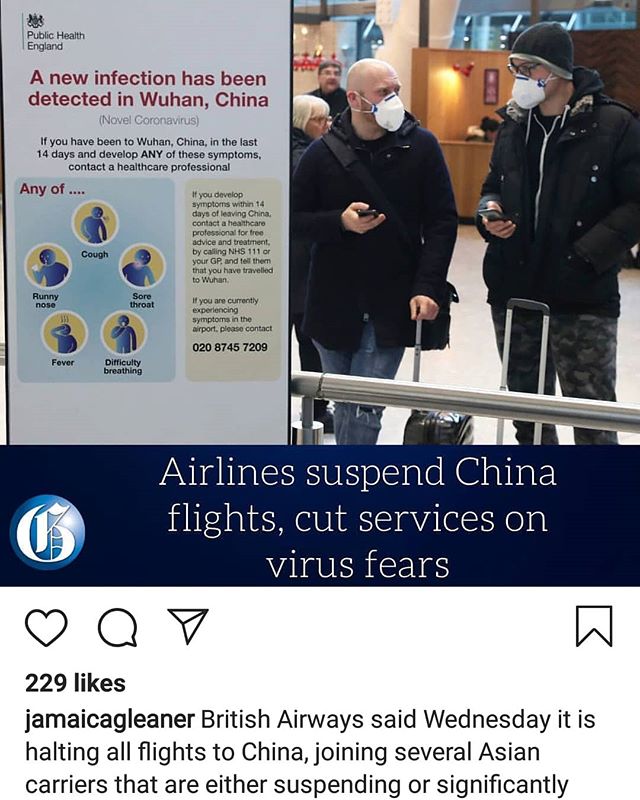 Public Health
England
A new infection has been
detected in Wuhan, China
(Novel Coronavirus)
If you have been to Wuhan, China, in the last
14 days and develop ANY of these symptoms,
contact a healthcare professional
Any of ....
Cough
Runny
nose
Sore
throat
Fever
Difficulty
breathing
If you develop
symptoms within 14
days of leaving China,
contact a healthcare
professional for free
advice and treatment,
by calling NHS 111 or
your GP, and tell them
that you have travelled
to Wuhan.
If you are currently
experiencing
symptoms in the
airport, please contact
020 8745 7209
G
Airlines suspend China
flights, cut services on
virus fears
229 likes
jamaicagleaner British Airways said Wednesday it is
halting all flights to China, joining several Asian
carriers that are either suspending or significantly